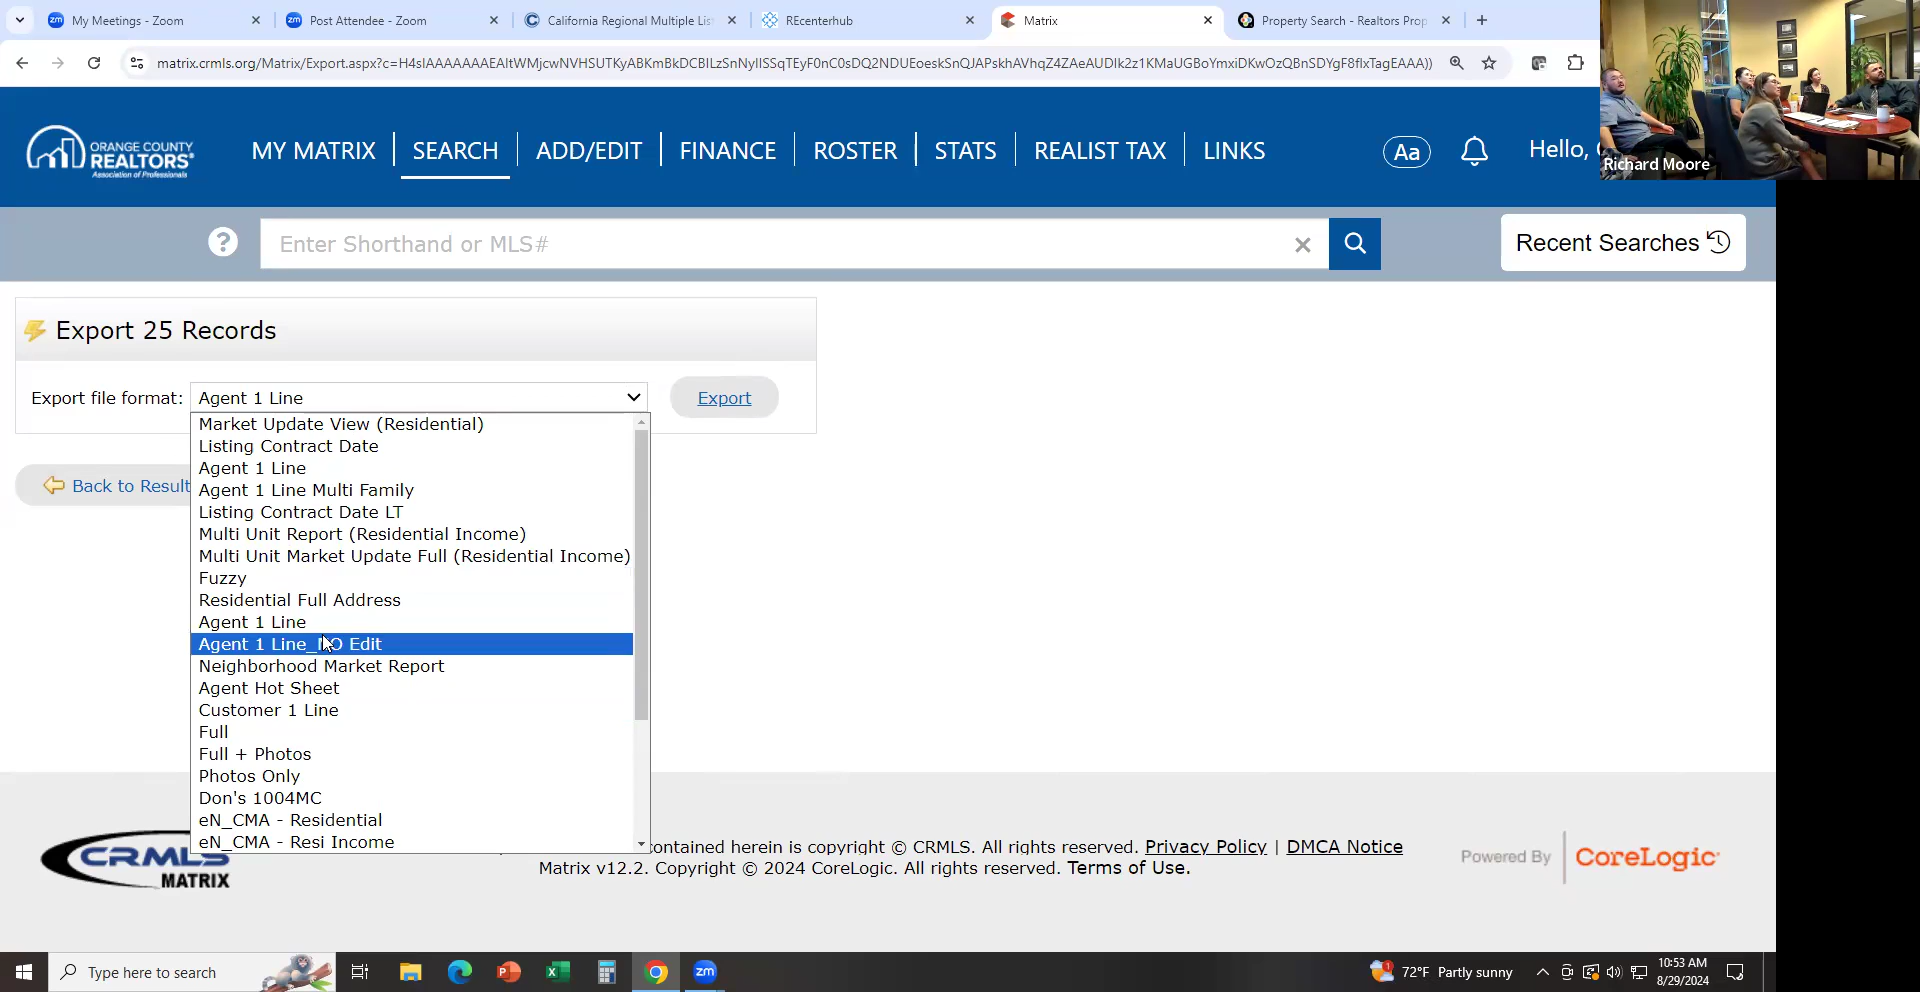 My Meetings - Zoom
Post Attendee - Zoom
California Regional Multiple Lis
REcenterhub
Matrix
Property Search - Realtors Prop
Richard Moore
ORANGE COUNTY
REALTORS®
Association of Professionals
MY MATRIX
SEARCH
ADD/EDIT
FINANCE
ROSTER
STATS
REALIST TAX
LINKS
Aa
Hello,
Enter Shorthand or MLS#
Recent Searches
Export 25 Records
Export file format:
Agent 1 Line
Export
Back to Result
Market Update View (Residential)
Listing Contract Date
Agent 1 Line
Agent 1 Line Multi Family
Listing Contract Date LT
Multi Unit Report (Residential Income)
Multi Unit Market Update Full (Residential Income)
Fuzzy
Residential Full Address
Agent 1 Line
Agent 1 Line_NO Edit
Neighborhood Market Report
Agent Hot Sheet
Customer 1 Line
Full
Full + Photos
Photos Only
Don's 1004MC
eN_CMA - Residential
eN_CMA - Resi Income
CRMLS
MATRIX
contained herein is copyright © CRMLS. All rights reserved. Privacy Policy | DMCA Notice
Matrix v12.2. Copyright © 2024 CoreLogic. All rights reserved. Terms of Use.
Powered By
CoreLogic
Type here to search
72°F Partly sunny
10:53 AM
8/29/2024